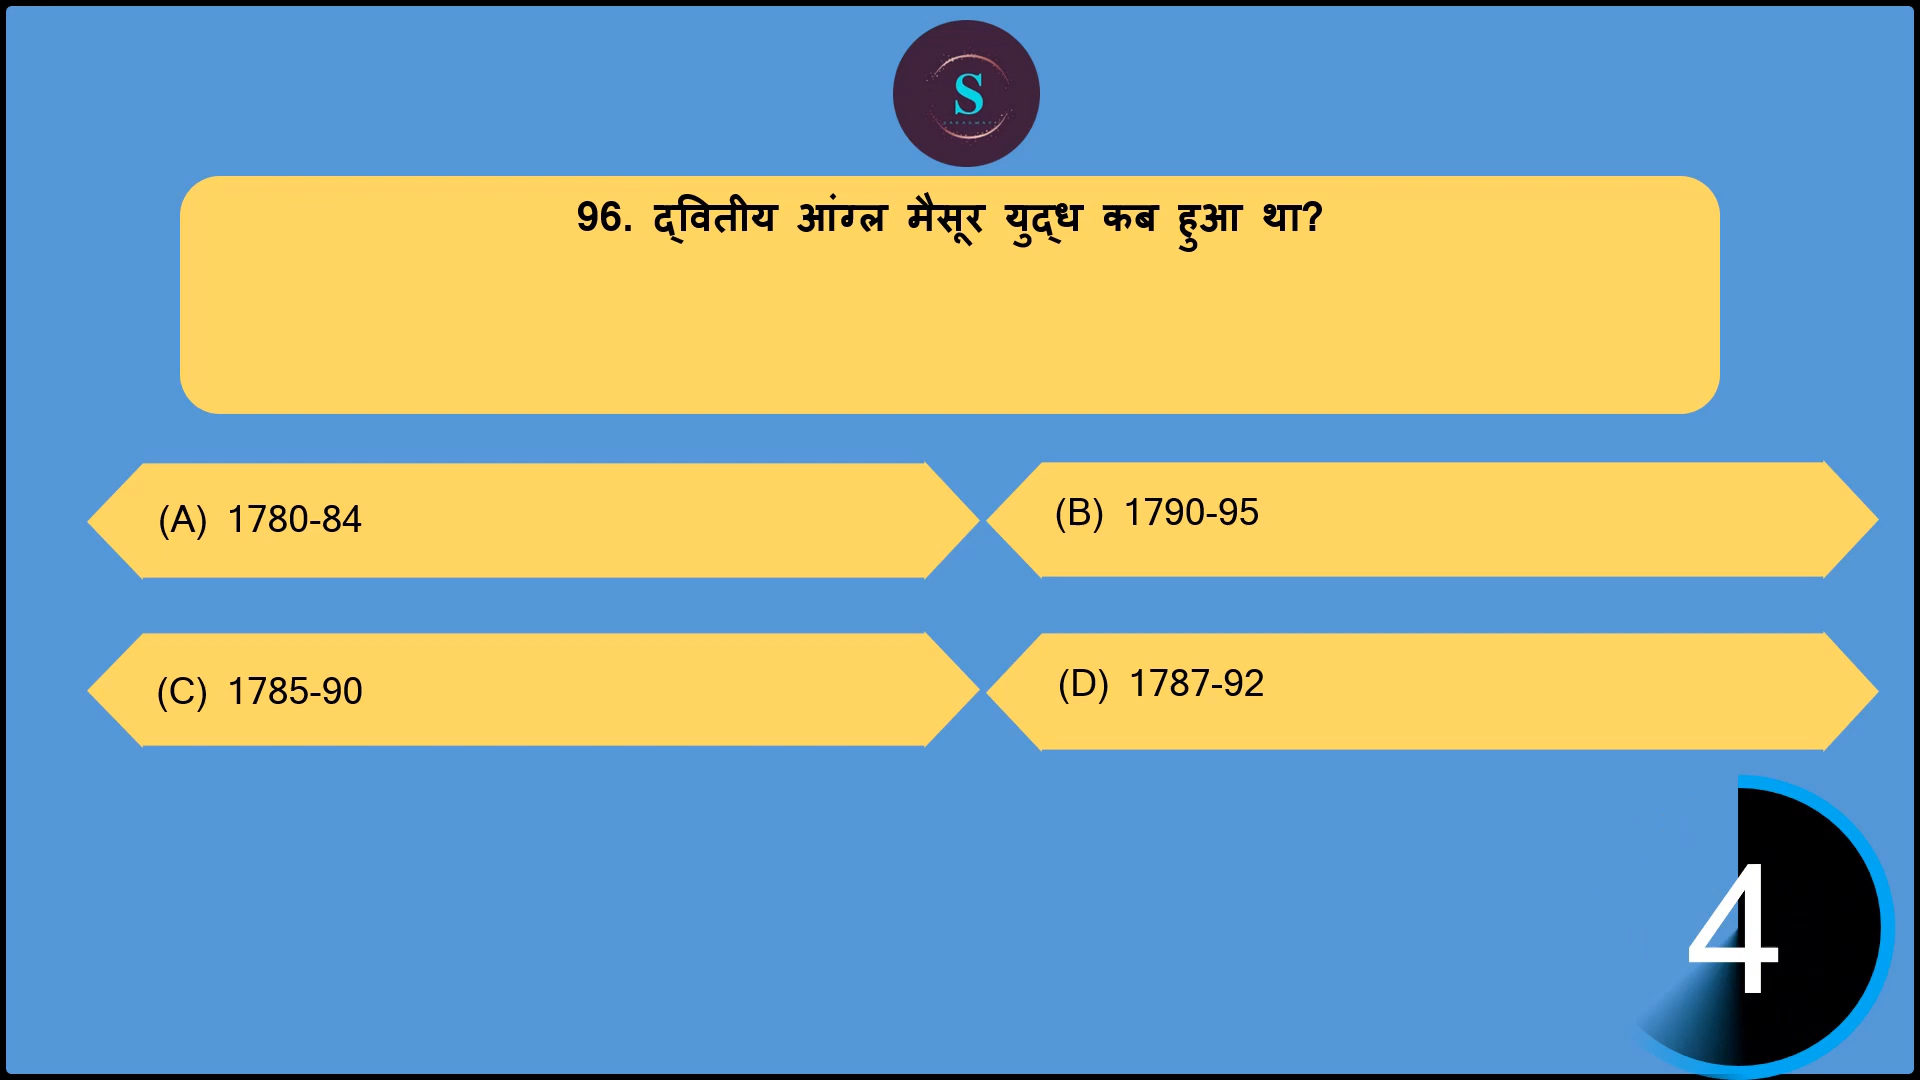 S
96. द्वितीय आंग्ल मैसूर युद्ध कब हुआ था?
(A) 1780-84
(B) 1790-95
(C) 1785-90
(D) 1787-92
4